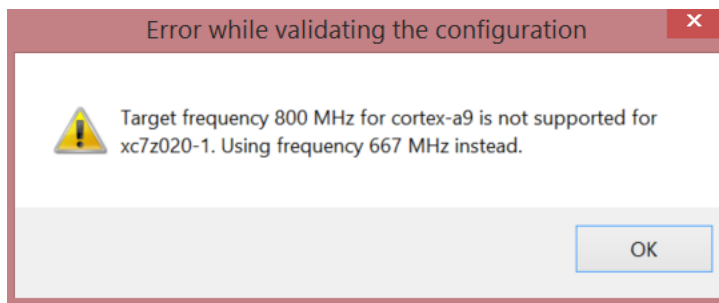 Error while validating the configuration
Target frequency 800 MHz for cortex-a9 is not supported for
xc7z020-1. Using frequency 667 MHz instead.
OK